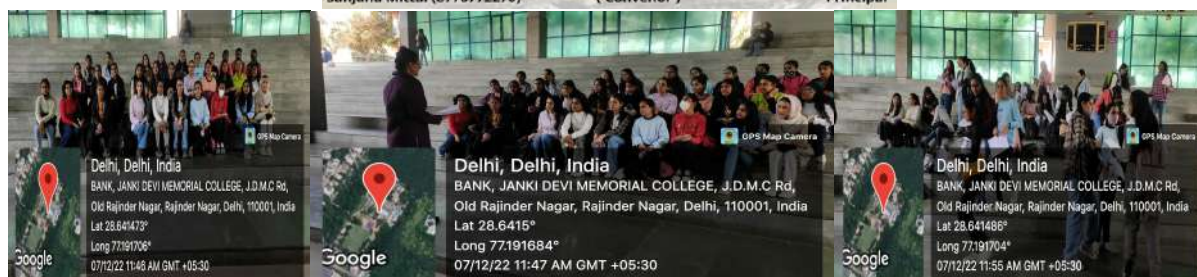 ( Convenor )
Principal
GPS Map Camera
Delhi, Delhi, India
BANK, JANKI DEVI MEMORIAL COLLEGE, J.D.M.C Rd,
Old Rajinder Nagar, Rajinder Nagar, Delhi, 110001, India
Lat 28.641473°
Long 77.191706°
07/12/22 11:46 AM GMT +05:30
Google
GPS Map Camera
Delhi, Delhi, India
BANK, JANKI DEVI MEMORIAL COLLEGE, J.D.M.C Rd,
Old Rajinder Nagar, Rajinder Nagar, Delhi, 110001, India
Lat 28.6415°
Long 77.191684°
07/12/22 11:47 AM GMT +05:30
Google
GPS Map Camera
Delhi, Delhi, India
BANK, JANKI DEVI MEMORIAL COLLEGE, J.D.M.C Rd,
Old Rajinder Nagar, Rajinder Nagar, Delhi, 110001, India
Lat 28.641486°
Long 77.191704°
07/12/22 11:55 AM GMT +05:30
Google